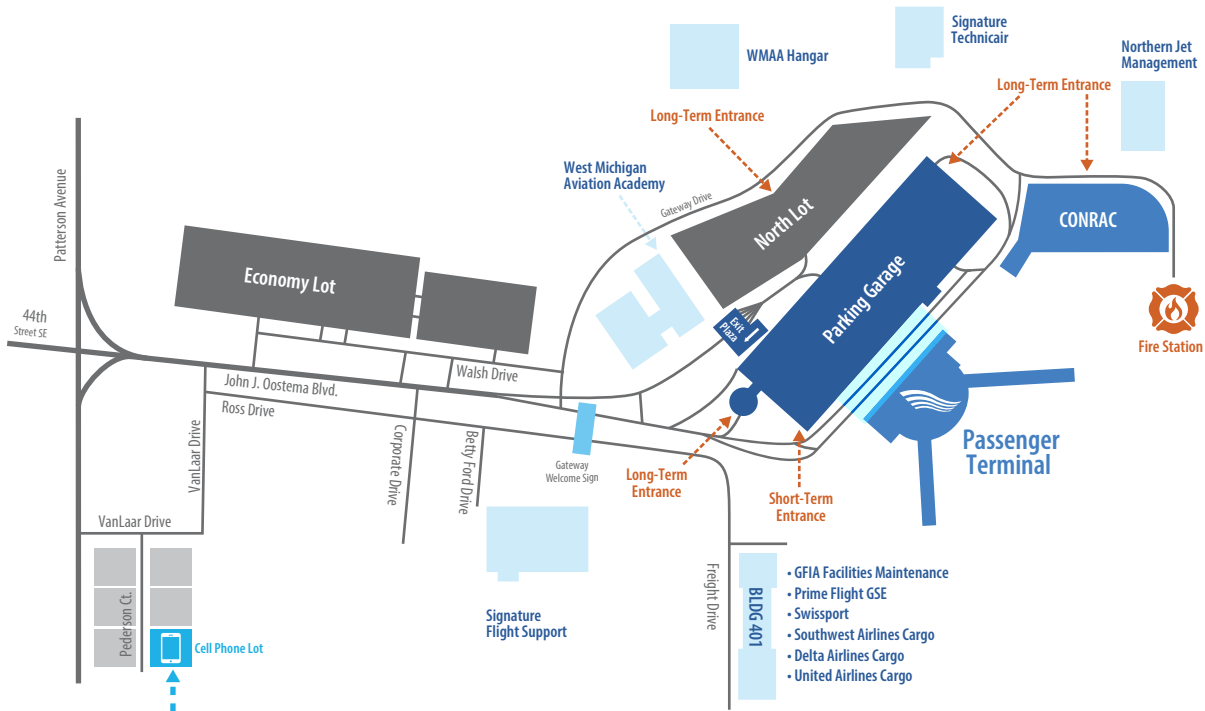 Signature
Technicair
WMAA Hangar
Northern Jet
Management
Long-Term Entrance
Long-Term Entrance
West Michigan
Aviation Academy
Gateway Drive
North Lot
CONRAC
Patterson Avenue
Economy Lot
Parking Garage
Exit
Plaza
44th
Street SE
Fire Station
Walsh Drive
John J. Oostema Blvd.
Ross Drive
VanLaar Drive
Corporate Drive
Betty Ford Drive
Gateway
Welcome Sign
Long-Term
Entrance
Short-Term
Entrance
Passenger
Terminal
VanLaar Drive
Pederson Ct.
Cell Phone Lot
Signature
Flight Support
Freight Drive
BLDG 401
• GFIA Facilities Maintenance
• Prime Flight GSE
• Swissport
• Southwest Airlines Cargo
• Delta Airlines Cargo
• United Airlines Cargo